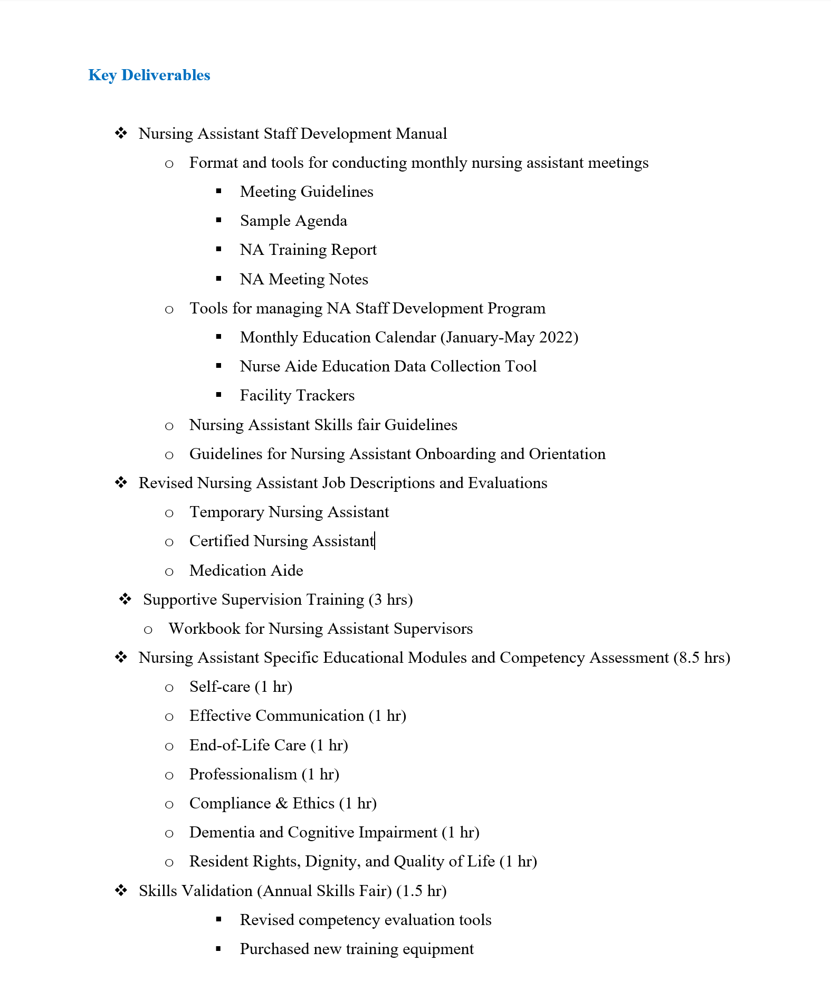 Key Deliverables
❖ Nursing Assistant Staff Development Manual
o Format and tools for conducting monthly nursing assistant meetings
▪ Meeting Guidelines
▪ Sample Agenda
▪ NA Training Report
▪ NA Meeting Notes
o Tools for managing NA Staff Development Program
▪ Monthly Education Calendar (January-May 2022)
▪ Nurse Aide Education Data Collection Tool
▪ Facility Trackers
o Nursing Assistant Skills fair Guidelines
o Guidelines for Nursing Assistant Onboarding and Orientation
❖ Revised Nursing Assistant Job Descriptions and Evaluations
o Temporary Nursing Assistant
o Certified Nursing Assistant
o Medication Aide
❖ Supportive Supervision Training (3 hrs)
o Workbook for Nursing Assistant Supervisors
❖ Nursing Assistant Specific Educational Modules and Competency Assessment (8.5 hrs)
o Self-care (1 hr)
o Effective Communication (1 hr)
o End-of-Life Care (1 hr)
o Professionalism (1 hr)
o Compliance & Ethics (1 hr)
o Dementia and Cognitive Impairment (1 hr)
o Resident Rights, Dignity, and Quality of Life (1 hr)
❖ Skills Validation (Annual Skills Fair) (1.5 hr)
▪ Revised competency evaluation tools
▪ Purchased new training equipment